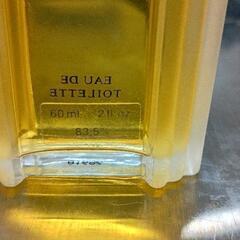 EAU DE
TOILETTE
60 ml. 2 fl. oz
83,5°